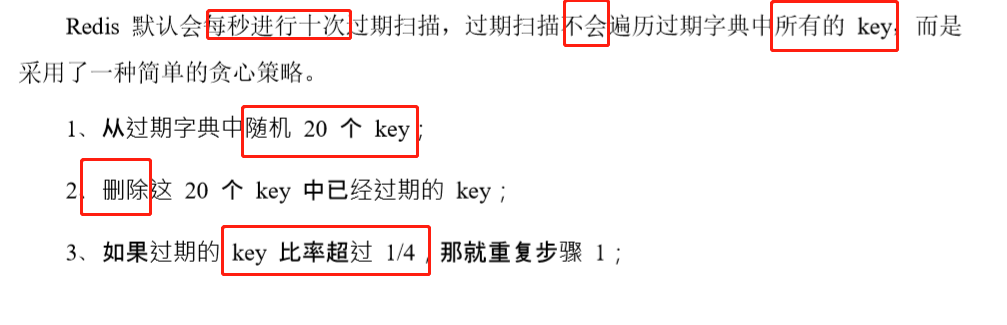 Redis 默认会每秒进行十次过期扫描，过期扫描不会遍历过期字典中所有的 key，而是
采用了一种简单的贪心策略。
1、从过期字典中随机 20 个 key；
2、删除这 20 个 key 中已经过期的 key；
3、如果过期的 key 比率超过 1/4，那就重复步骤 1；